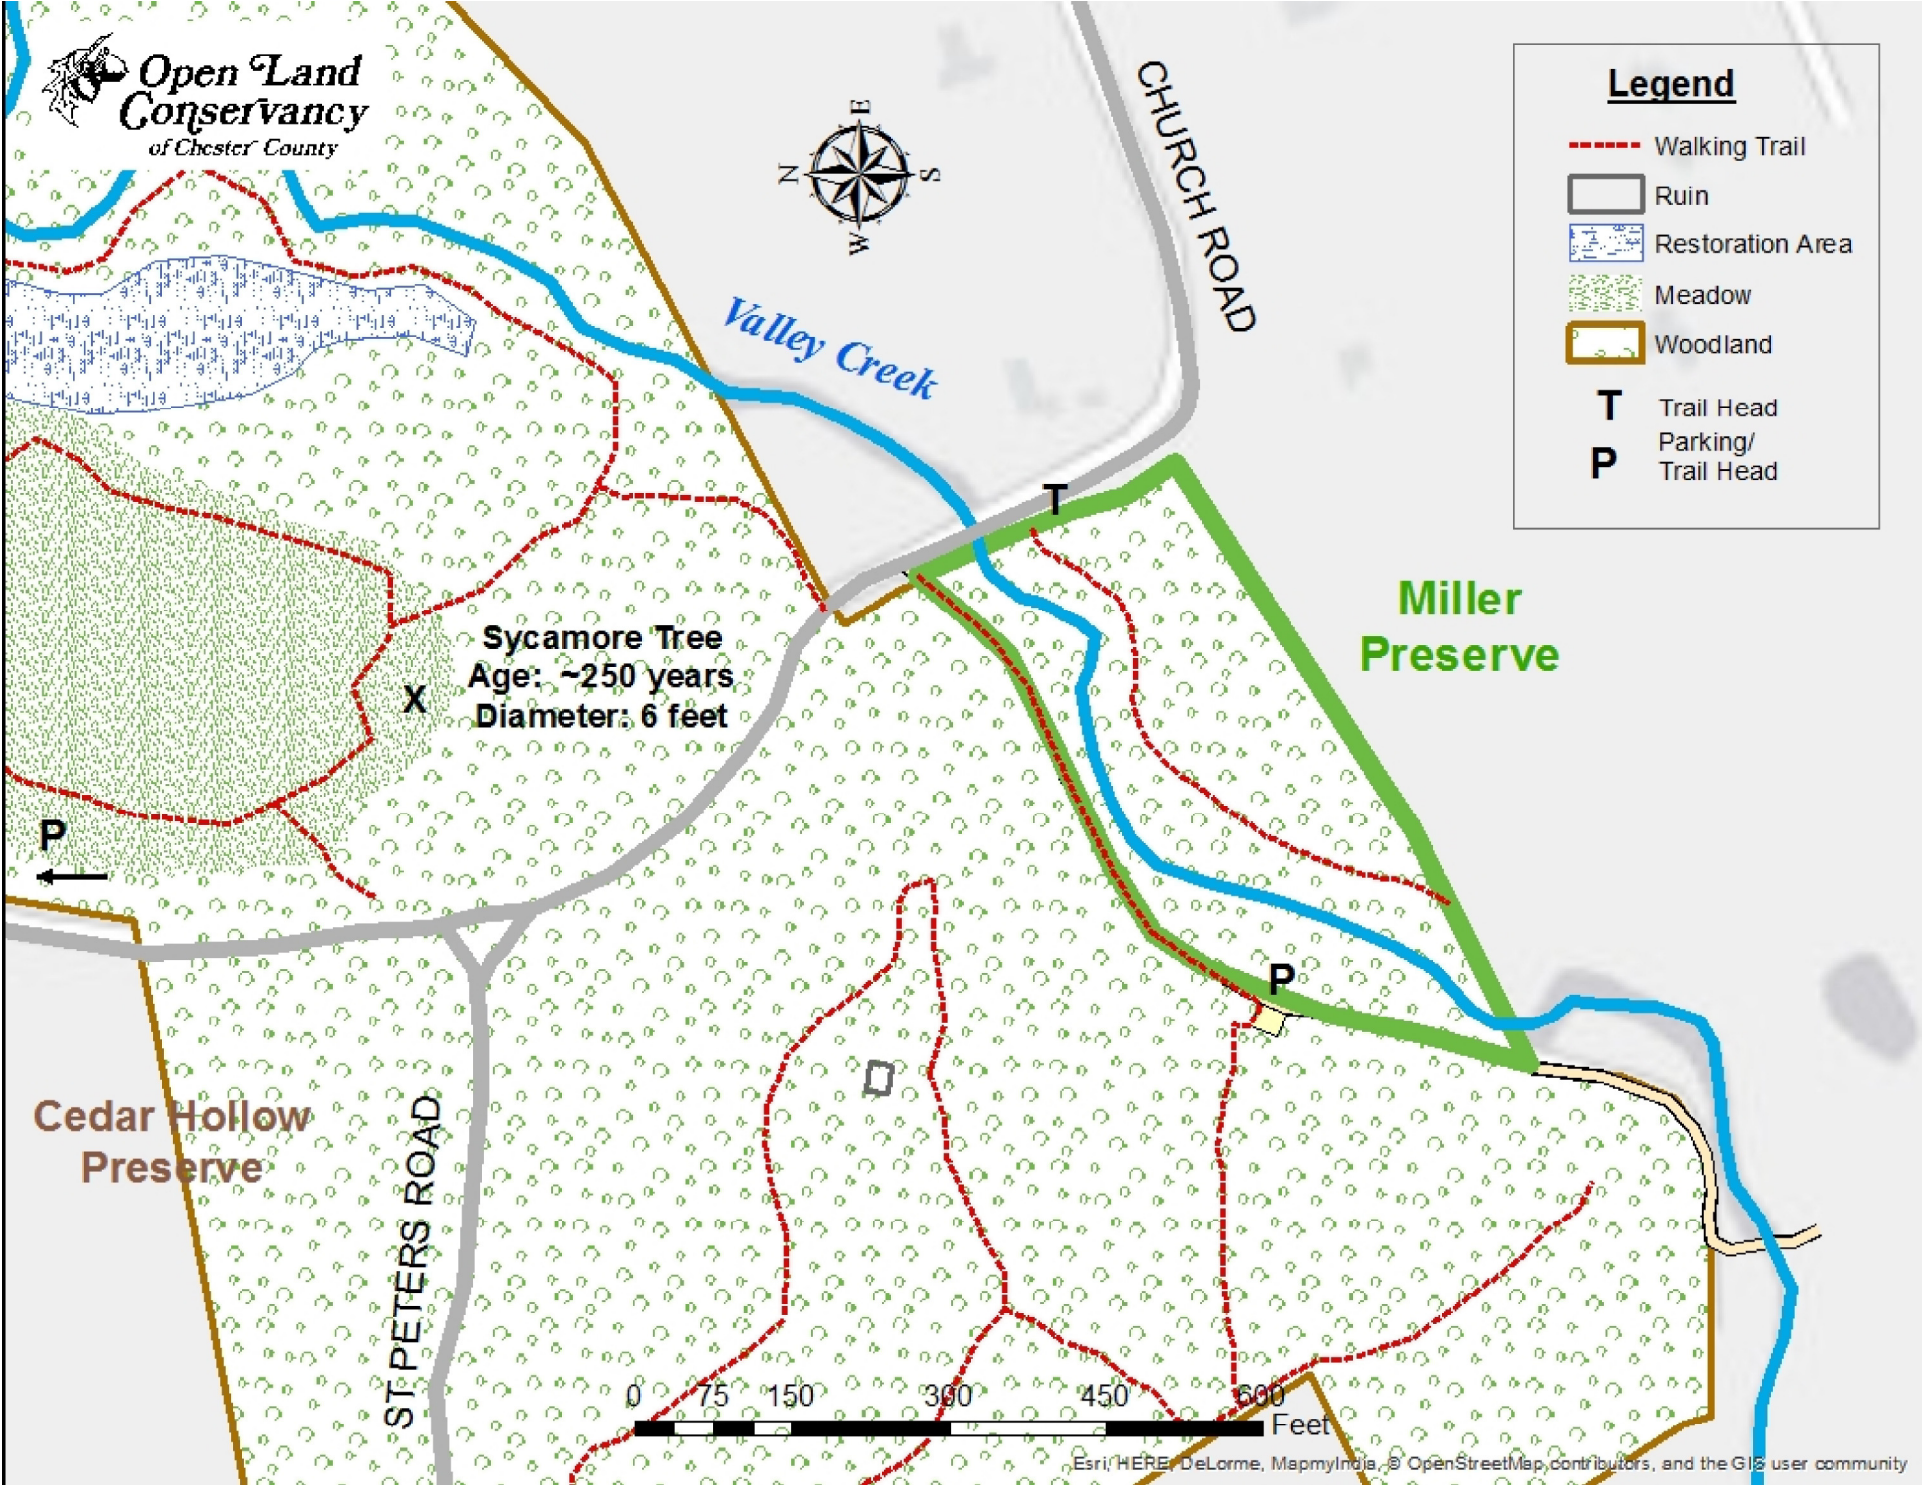 Open Land
Conservancy
of Chester County
E
N
S
W
CHURCH ROAD
Valley Creek
Legend
Walking Trail
Ruin
Restoration Area
Meadow
Woodland
T Trail Head
P Parking/
Trail Head
T
Miller
Preserve
Sycamore Tree
Age: ~250 years
Diameter: 6 feet
X
P
P
Cedar Hollow
Preserve
ST PETERS ROAD
0 75 150 300 450 600
Feet
Esri, HERE, DeLorme, MapmyIndia, © OpenStreetMap contributors, and the GIS user community